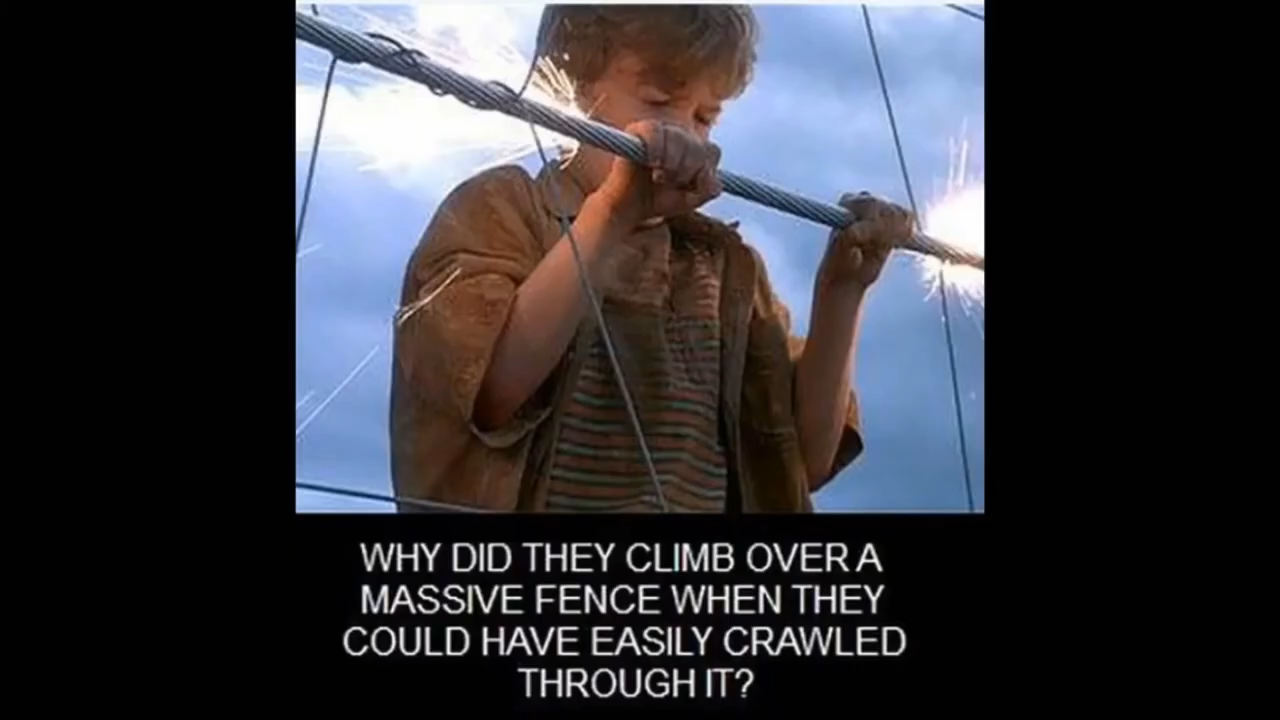 WHY DID THEY CLIMB OVER A
MASSIVE FENCE WHEN THEY
COULD HAVE EASILY CRAWLED
THROUGH IT?